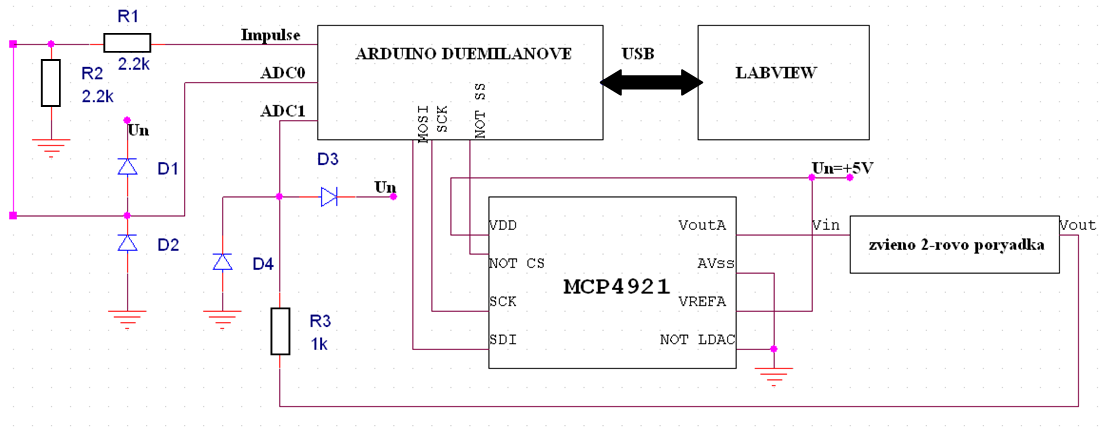 R1
2.2k
R2
2.2k
Impulse
ADC0
ADC1
ARDUINO DUEMILANOVE
MOSI
SCK
NOT SS
USB
LABVIEW
Un
D1
D2
D3
Un
D4
R3
1k
Un=+5V
VDD
NOT CS
SCK
SDI
MCP4921
VoutA
AVss
VREFA
NOT LDAC
Vin
zvieno 2-rovo poryadka
Vout